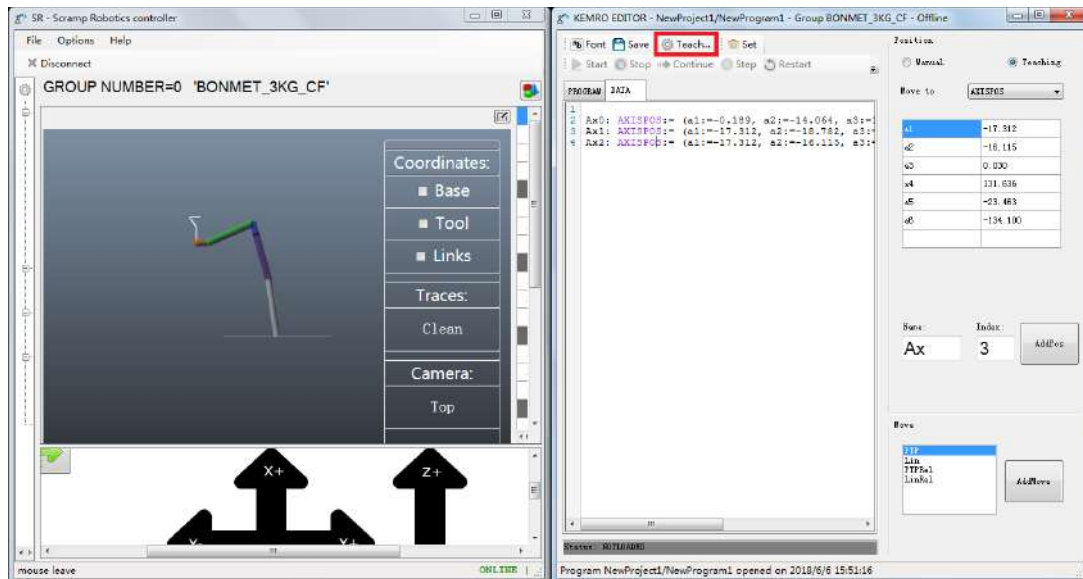 SR - Scramp Robotics controller
File Options Help
Disconnect
GROUP NUMBER=0 'BONMET_3KG_CF'
Coordinates:
Base
Tool
Links
Traces:
Clean
Camera:
Top
X+
Z+
Y+
mouse leave
ONLINE
KEMRO EDITOR - NewProject1/NewProgram1 - Group BONMET_3KG_CF - Offline
Font Save Teach... Set
Start Stop Continue Step Restart
PROGRAM DATA
1
2 Ax0: AXISPOS:= (a1:=-0.189, a2:=-14.064, a3:=
3 Ax1: AXISPOS:= (a1:=-17.312, a2:=-18.782, a3:
4 Ax2: AXISPOS:= (a1:=-17.312, a2:=-16.115, a3:
Status: NOTLOADED
Program NewProject1/NewProgram1 opened on 2018/6/6 15:51:16
Position
Manual Teaching
Move to AXISPOS
a1 -17.312
a2 -16.115
a3 0.030
a4 131.636
a5 -23.463
a6 -134.100
Name: Index:
Ax 3 AddPos
Move
PTP
Lin
PTPRel
LinRel
AddMove